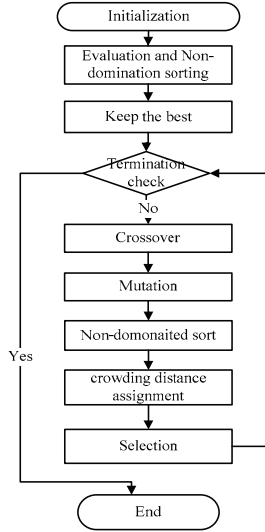 Initialization
Evaluation and Non-
domination sorting
Keep the best
Termination
check
No
Crossover
Mutation
Non-domonaited sort
Yes
crowding distance
assignment
Selection
End